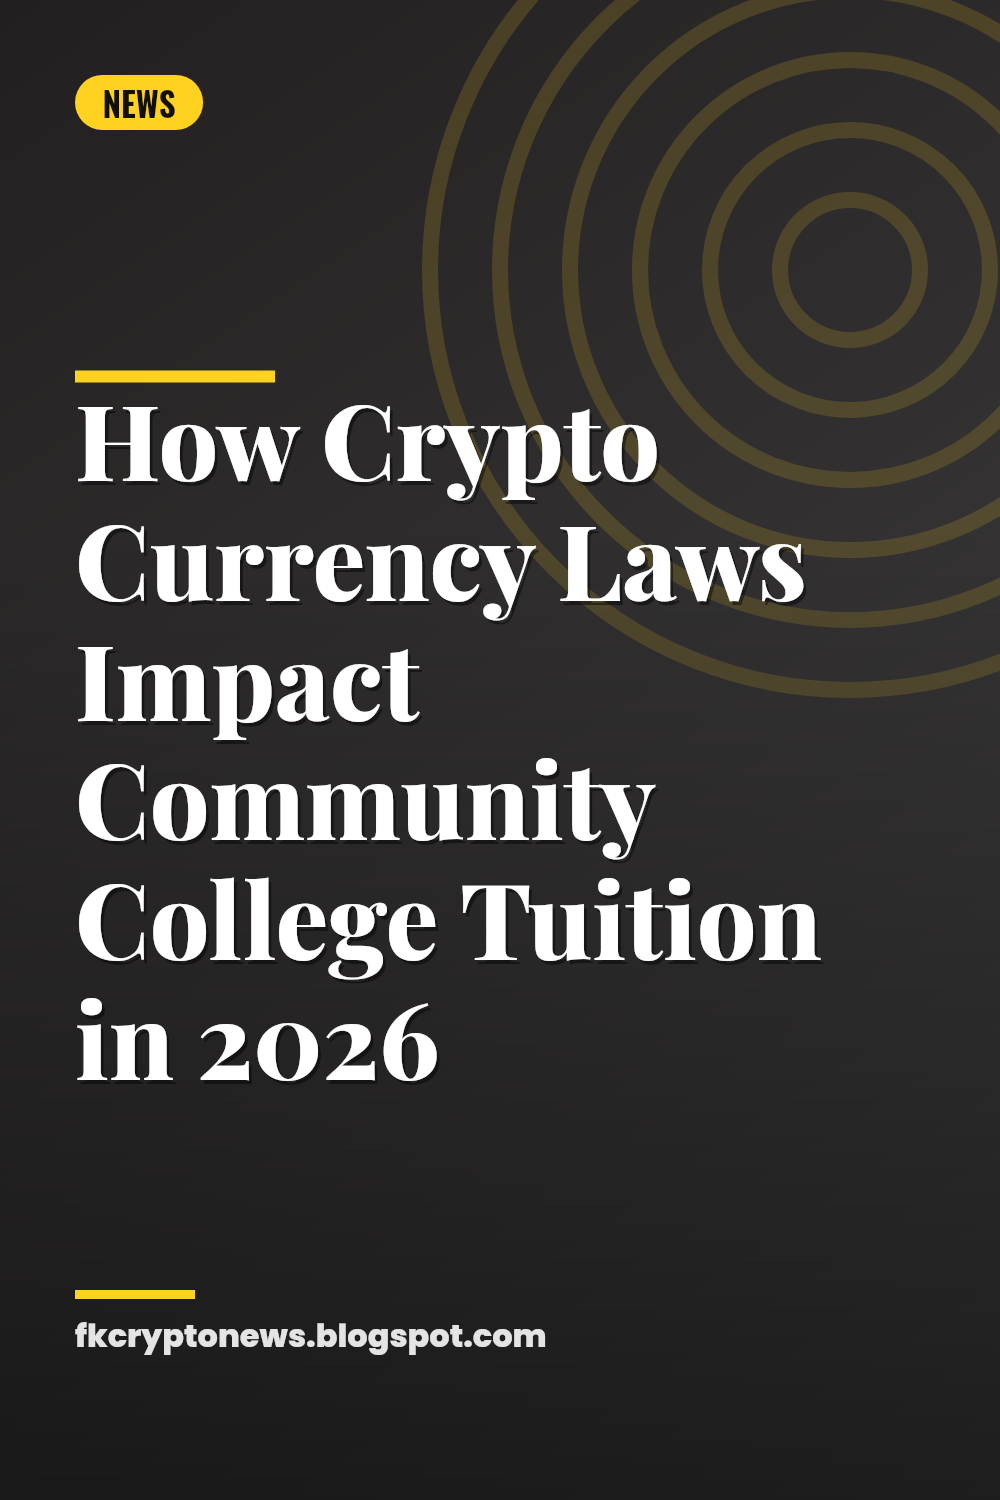 NEWS
How Crypto
Currency Laws
Impact
Community
College Tuition
in 2026
fkcryptonews.blogspot.com